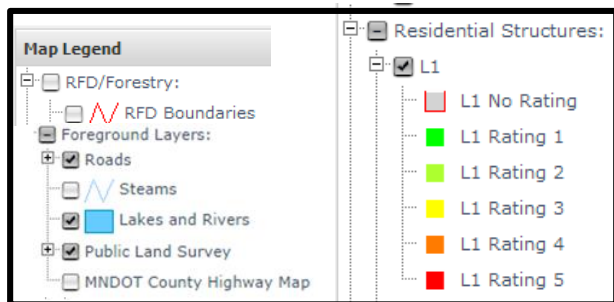 Map Legend
RFD/Forestry:
RFD Boundaries
Foreground Layers:
Roads
Steams
Lakes and Rivers
Public Land Survey
MNDOT County Highway Map
Residential Structures:
L1
L1 No Rating
L1 Rating 1
L1 Rating 2
L1 Rating 3
L1 Rating 4
L1 Rating 5